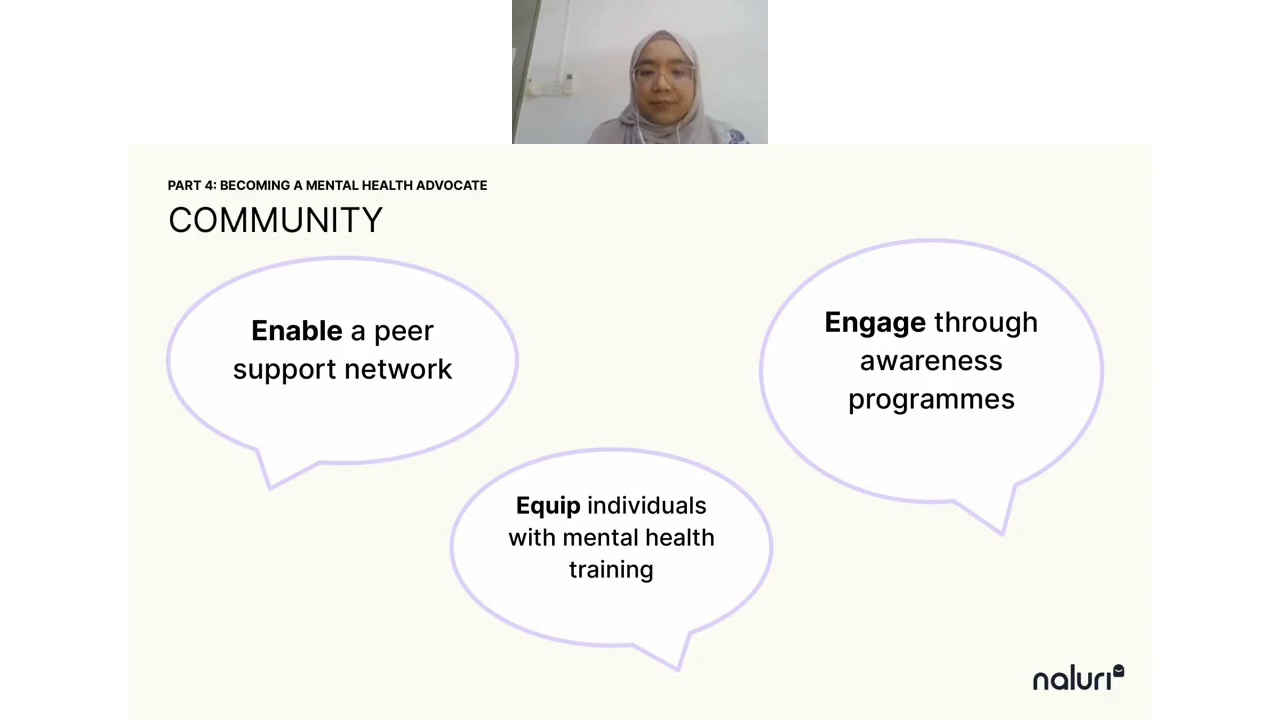 PART 4: BECOMING A MENTAL HEALTH ADVOCATE
COMMUNITY
Enable a peer
support network
Engage through
awareness
programmes
Equip individuals
with mental health
training
naluri